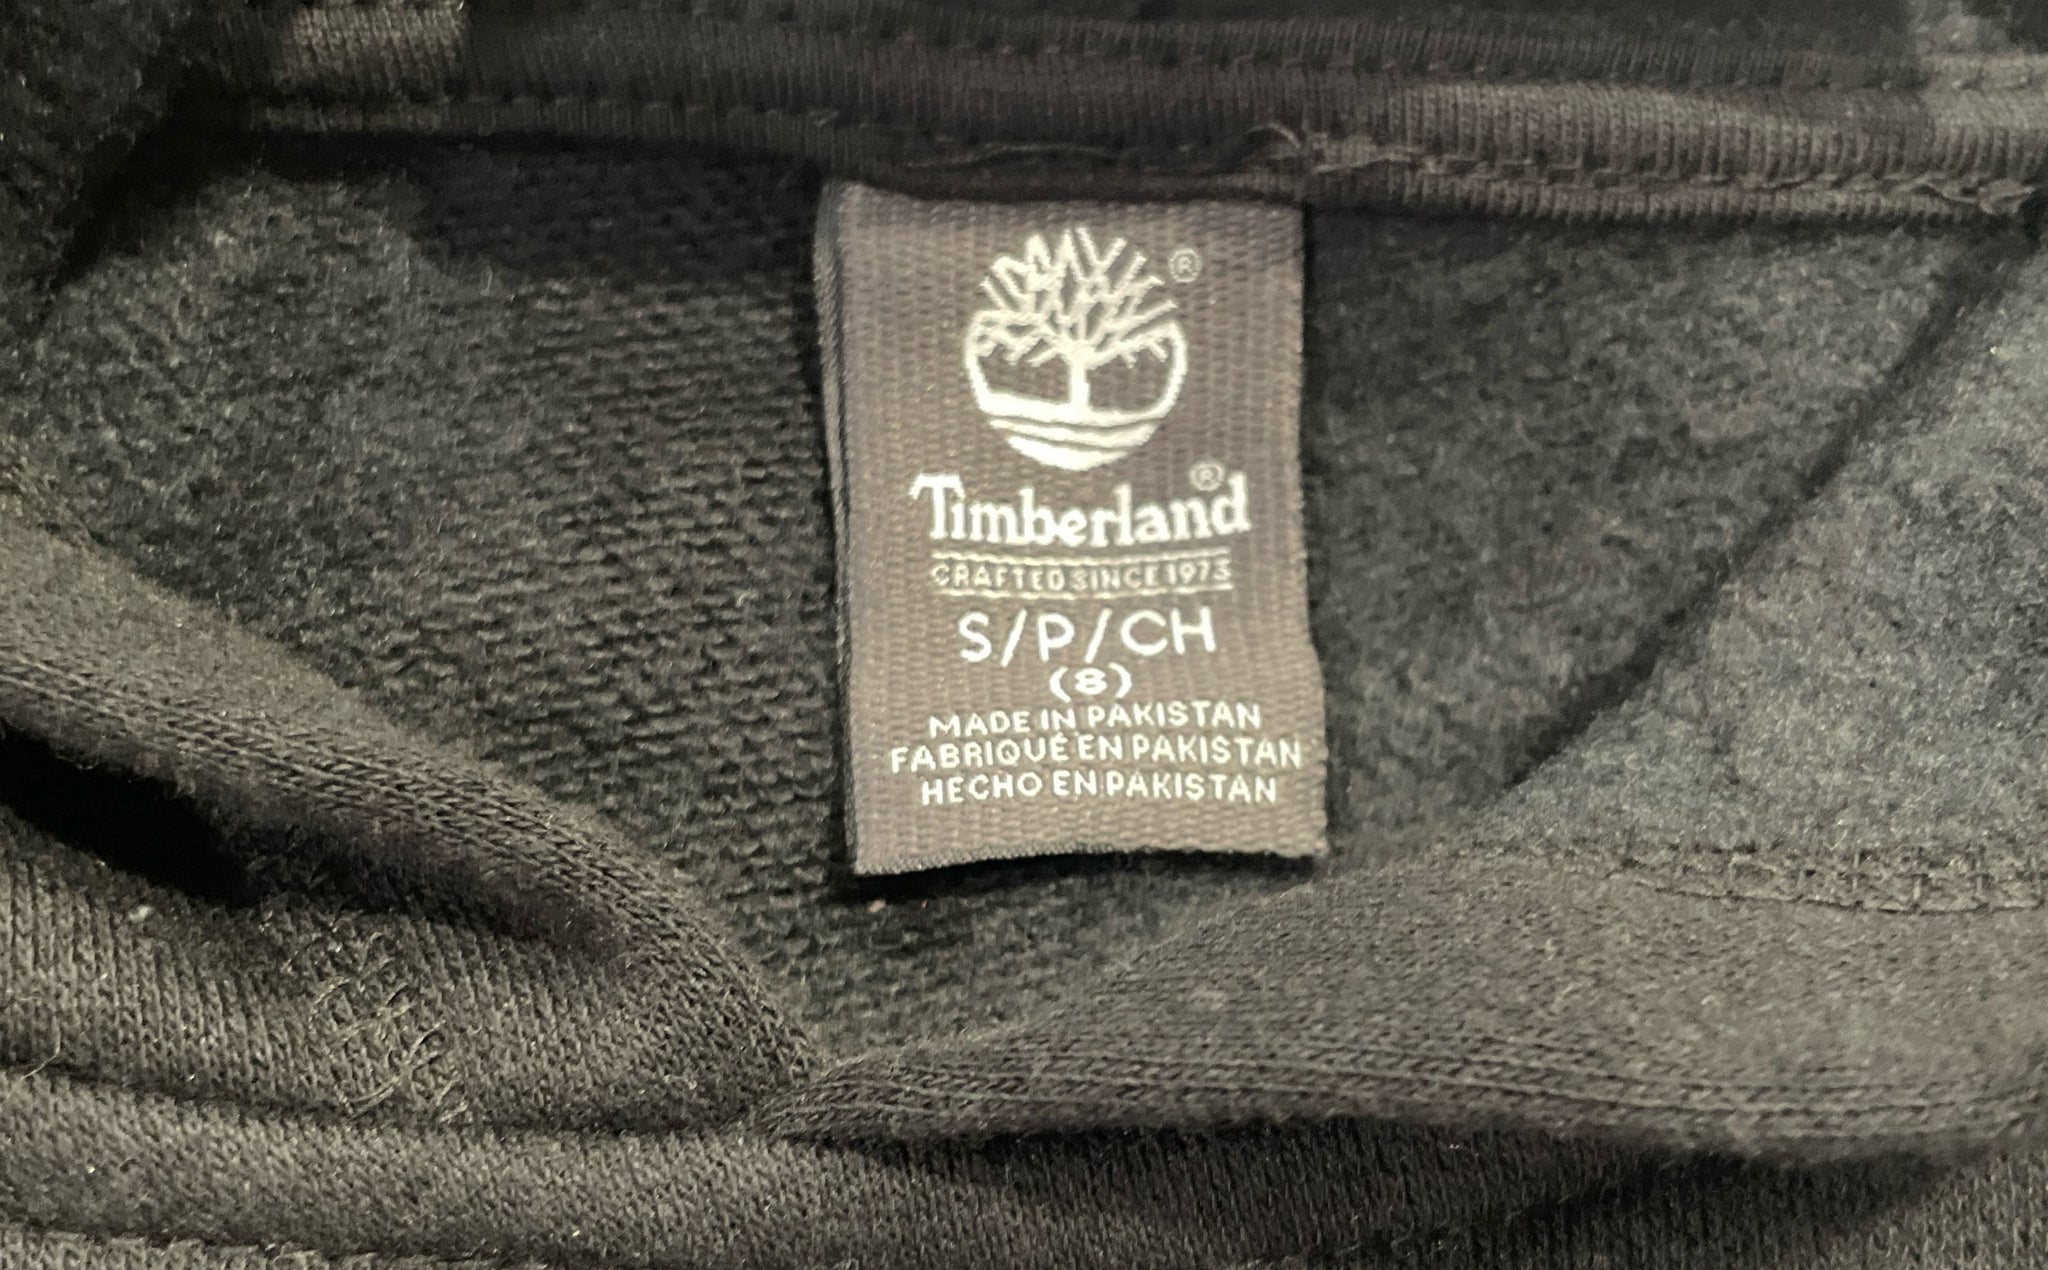 ®
Timberland®
CRAFTED SINCE 1973
S/P/CH
(8)
MADE IN PAKISTAN
FABRIQUÉ EN PAKISTAN
HECHO EN PAKISTAN